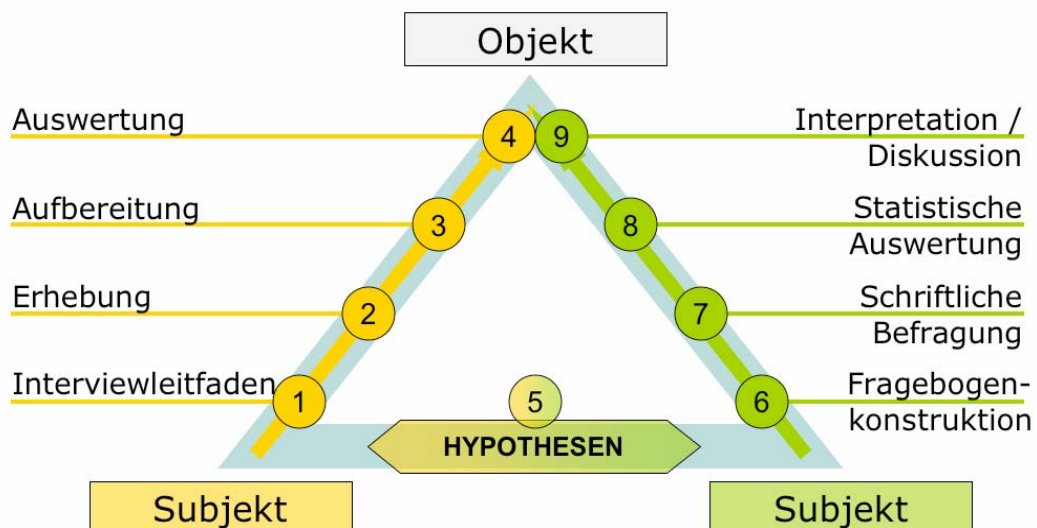 Objekt
Auswertung
4
9
Interpretation /
Diskussion
Aufbereitung
3
8
Statistische
Auswertung
Erhebung
2
7
Schriftliche
Befragung
Interviewleitfaden
1
5
6
Fragebogen-
konstruktion
HYPOTHESEN
Subjekt
Subjekt